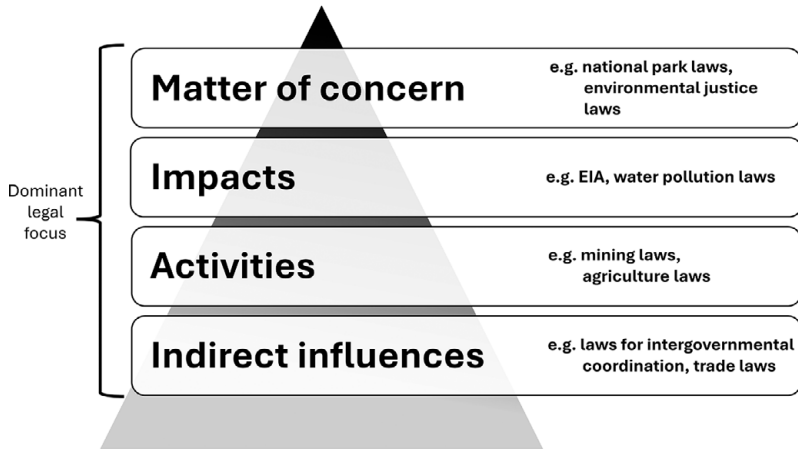 Matter of concern
e.g. national park laws,
environmental justice
laws
Impacts
e.g. EIA, water pollution laws
Dominant
legal
focus
Activities
e.g. mining laws,
agriculture laws
Indirect influences
e.g. laws for intergovernmental
coordination, trade laws